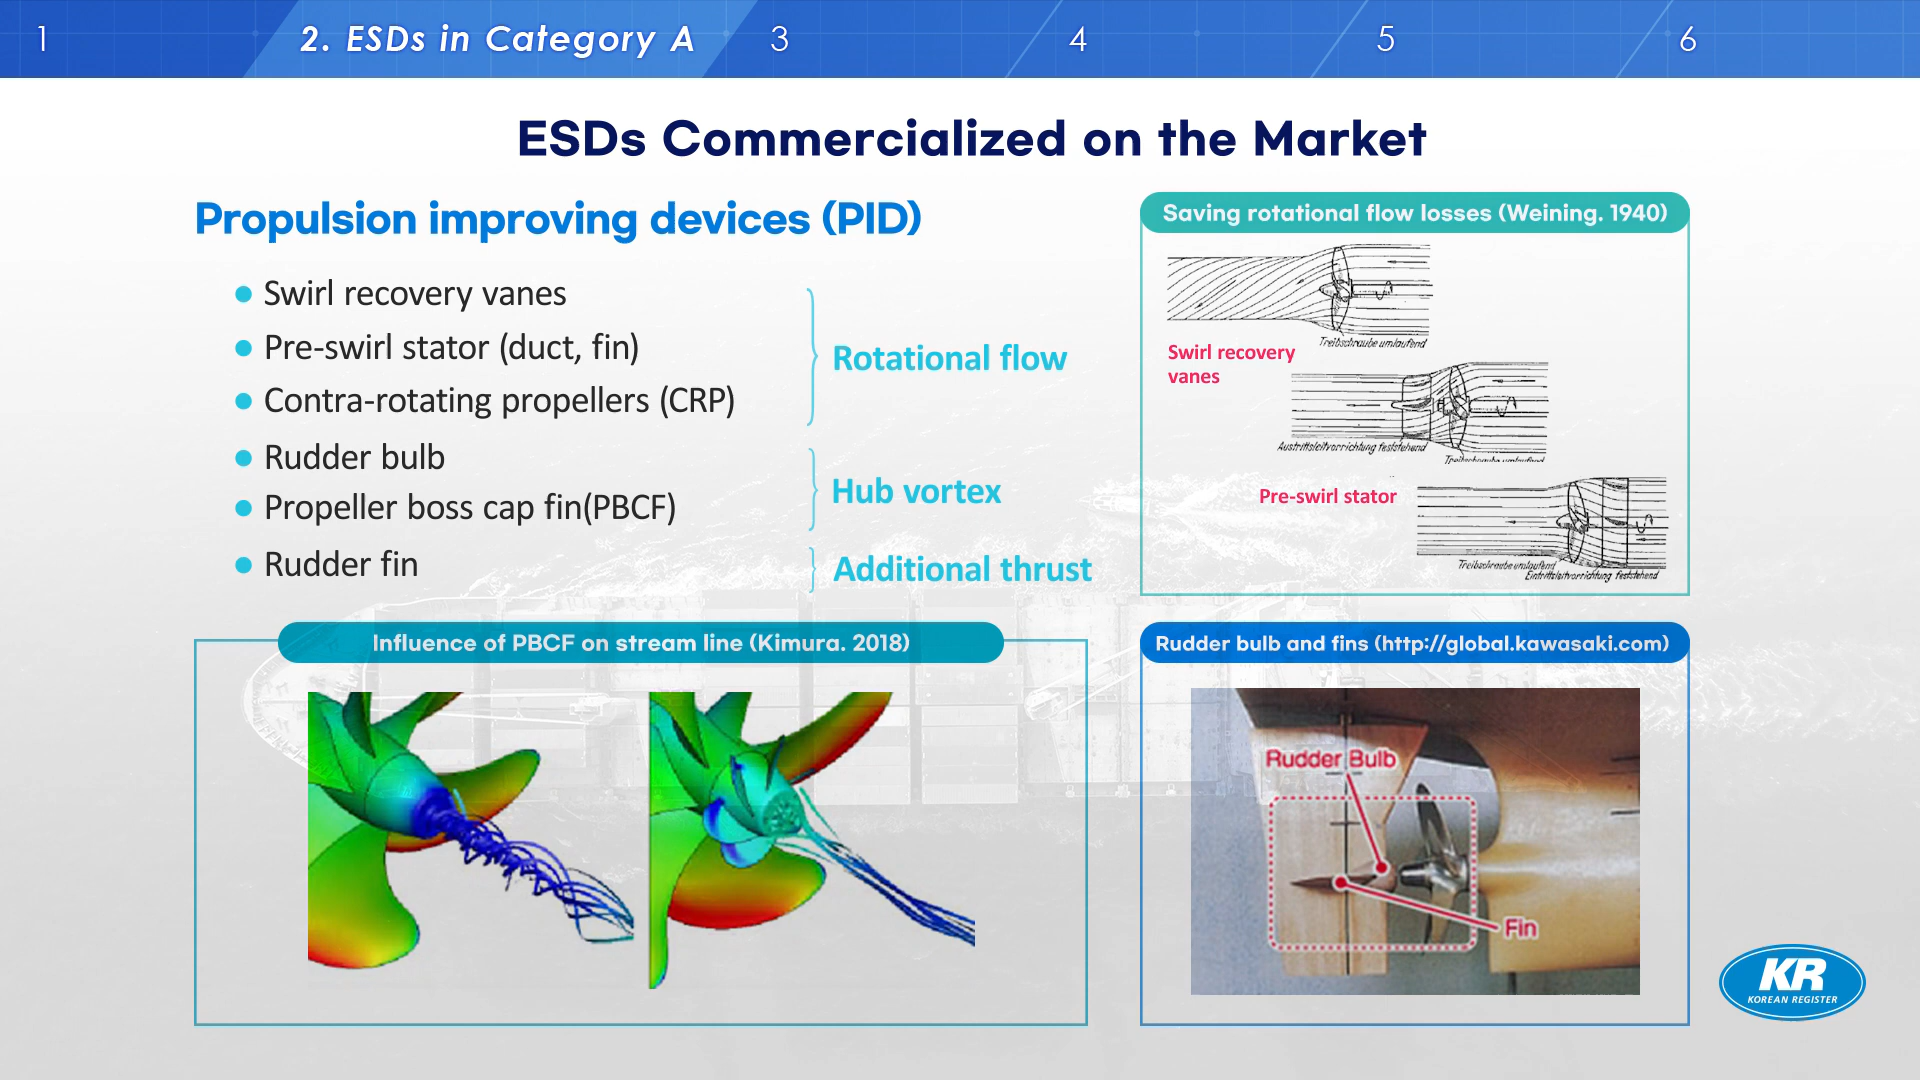 1
2. ESDs in Category A
3
4
5
6
ESDs Commercialized on the Market
Propulsion improving devices (PID)
Swirl recovery vanes
Pre-swirl stator (duct, fin)
Contra-rotating propellers (CRP)
Rotational flow
Rudder bulb
Propeller boss cap fin(PBCF)
Hub vortex
Rudder fin
Additional thrust
Saving rotational flow losses (Weining. 1940)
Treibschraube umlaufend
Swirl recovery
vanes
Austrittsleitvorrichtung feststehend
Treibschraube umlaufend
Pre-swirl stator
Treibschraube umlaufend
Eintrittsleitvorrichtung feststehend
Influence of PBCF on stream line (Kimura. 2018)
Rudder bulb and fins (http://global.kawasaki.com)
Rudder Bulb
Fin
KR
KOREAN REGISTER